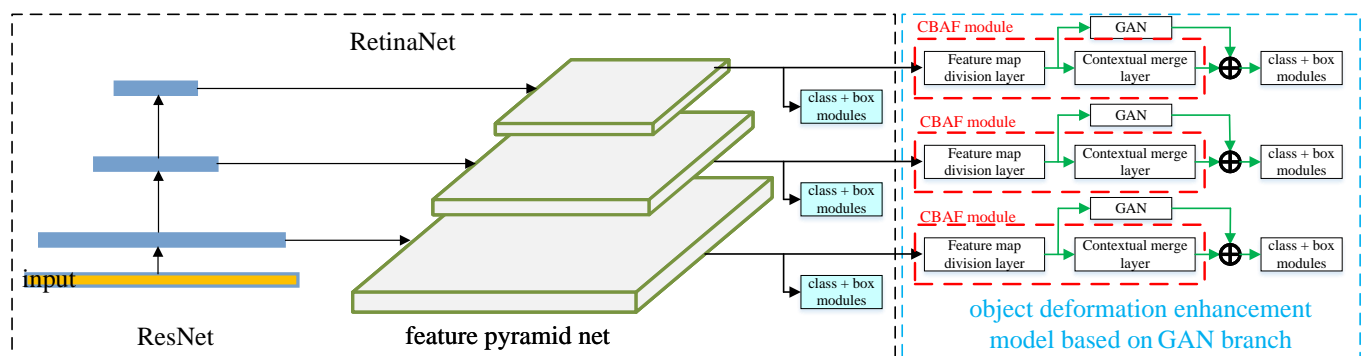 RetinaNet
input
ResNet
feature pyramid net
class + box
modules
class + box
modules
class + box
modules
CBAF module
GAN
Feature map
division layer
Contextual merge
layer
class + box
modules
CBAF module
GAN
Feature map
division layer
Contextual merge
layer
class + box
modules
CBAF module
GAN
Feature map
division layer
Contextual merge
layer
class + box
modules
object deformation enhancement
model based on GAN branch